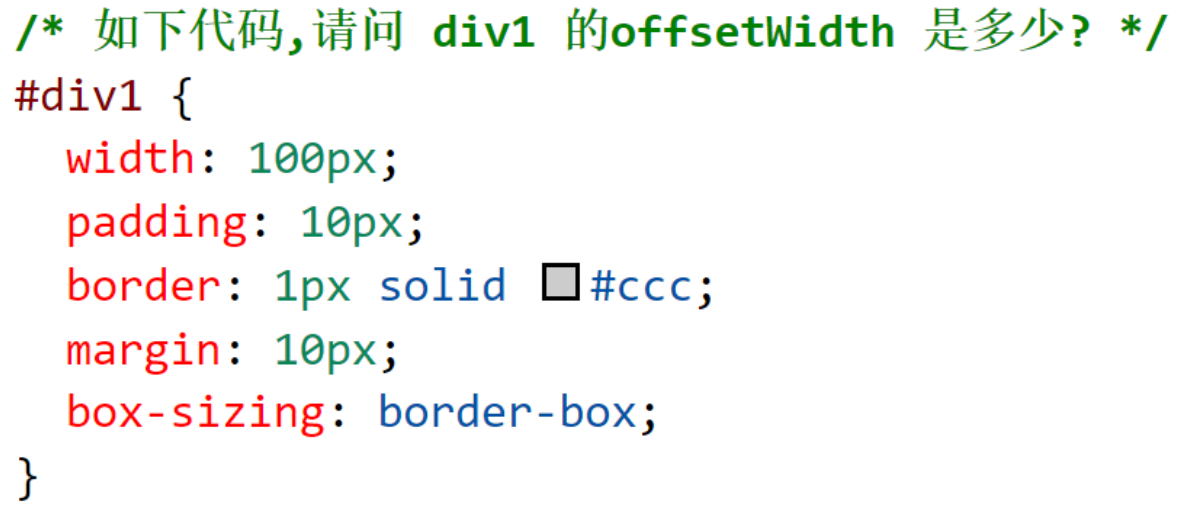 /* 如下代码,请问 div1 的offsetWidth 是多少? */
#div1 {
  width: 100px;
  padding: 10px;
  border: 1px solid #ccc;
  margin: 10px;
  box-sizing: border-box;
}